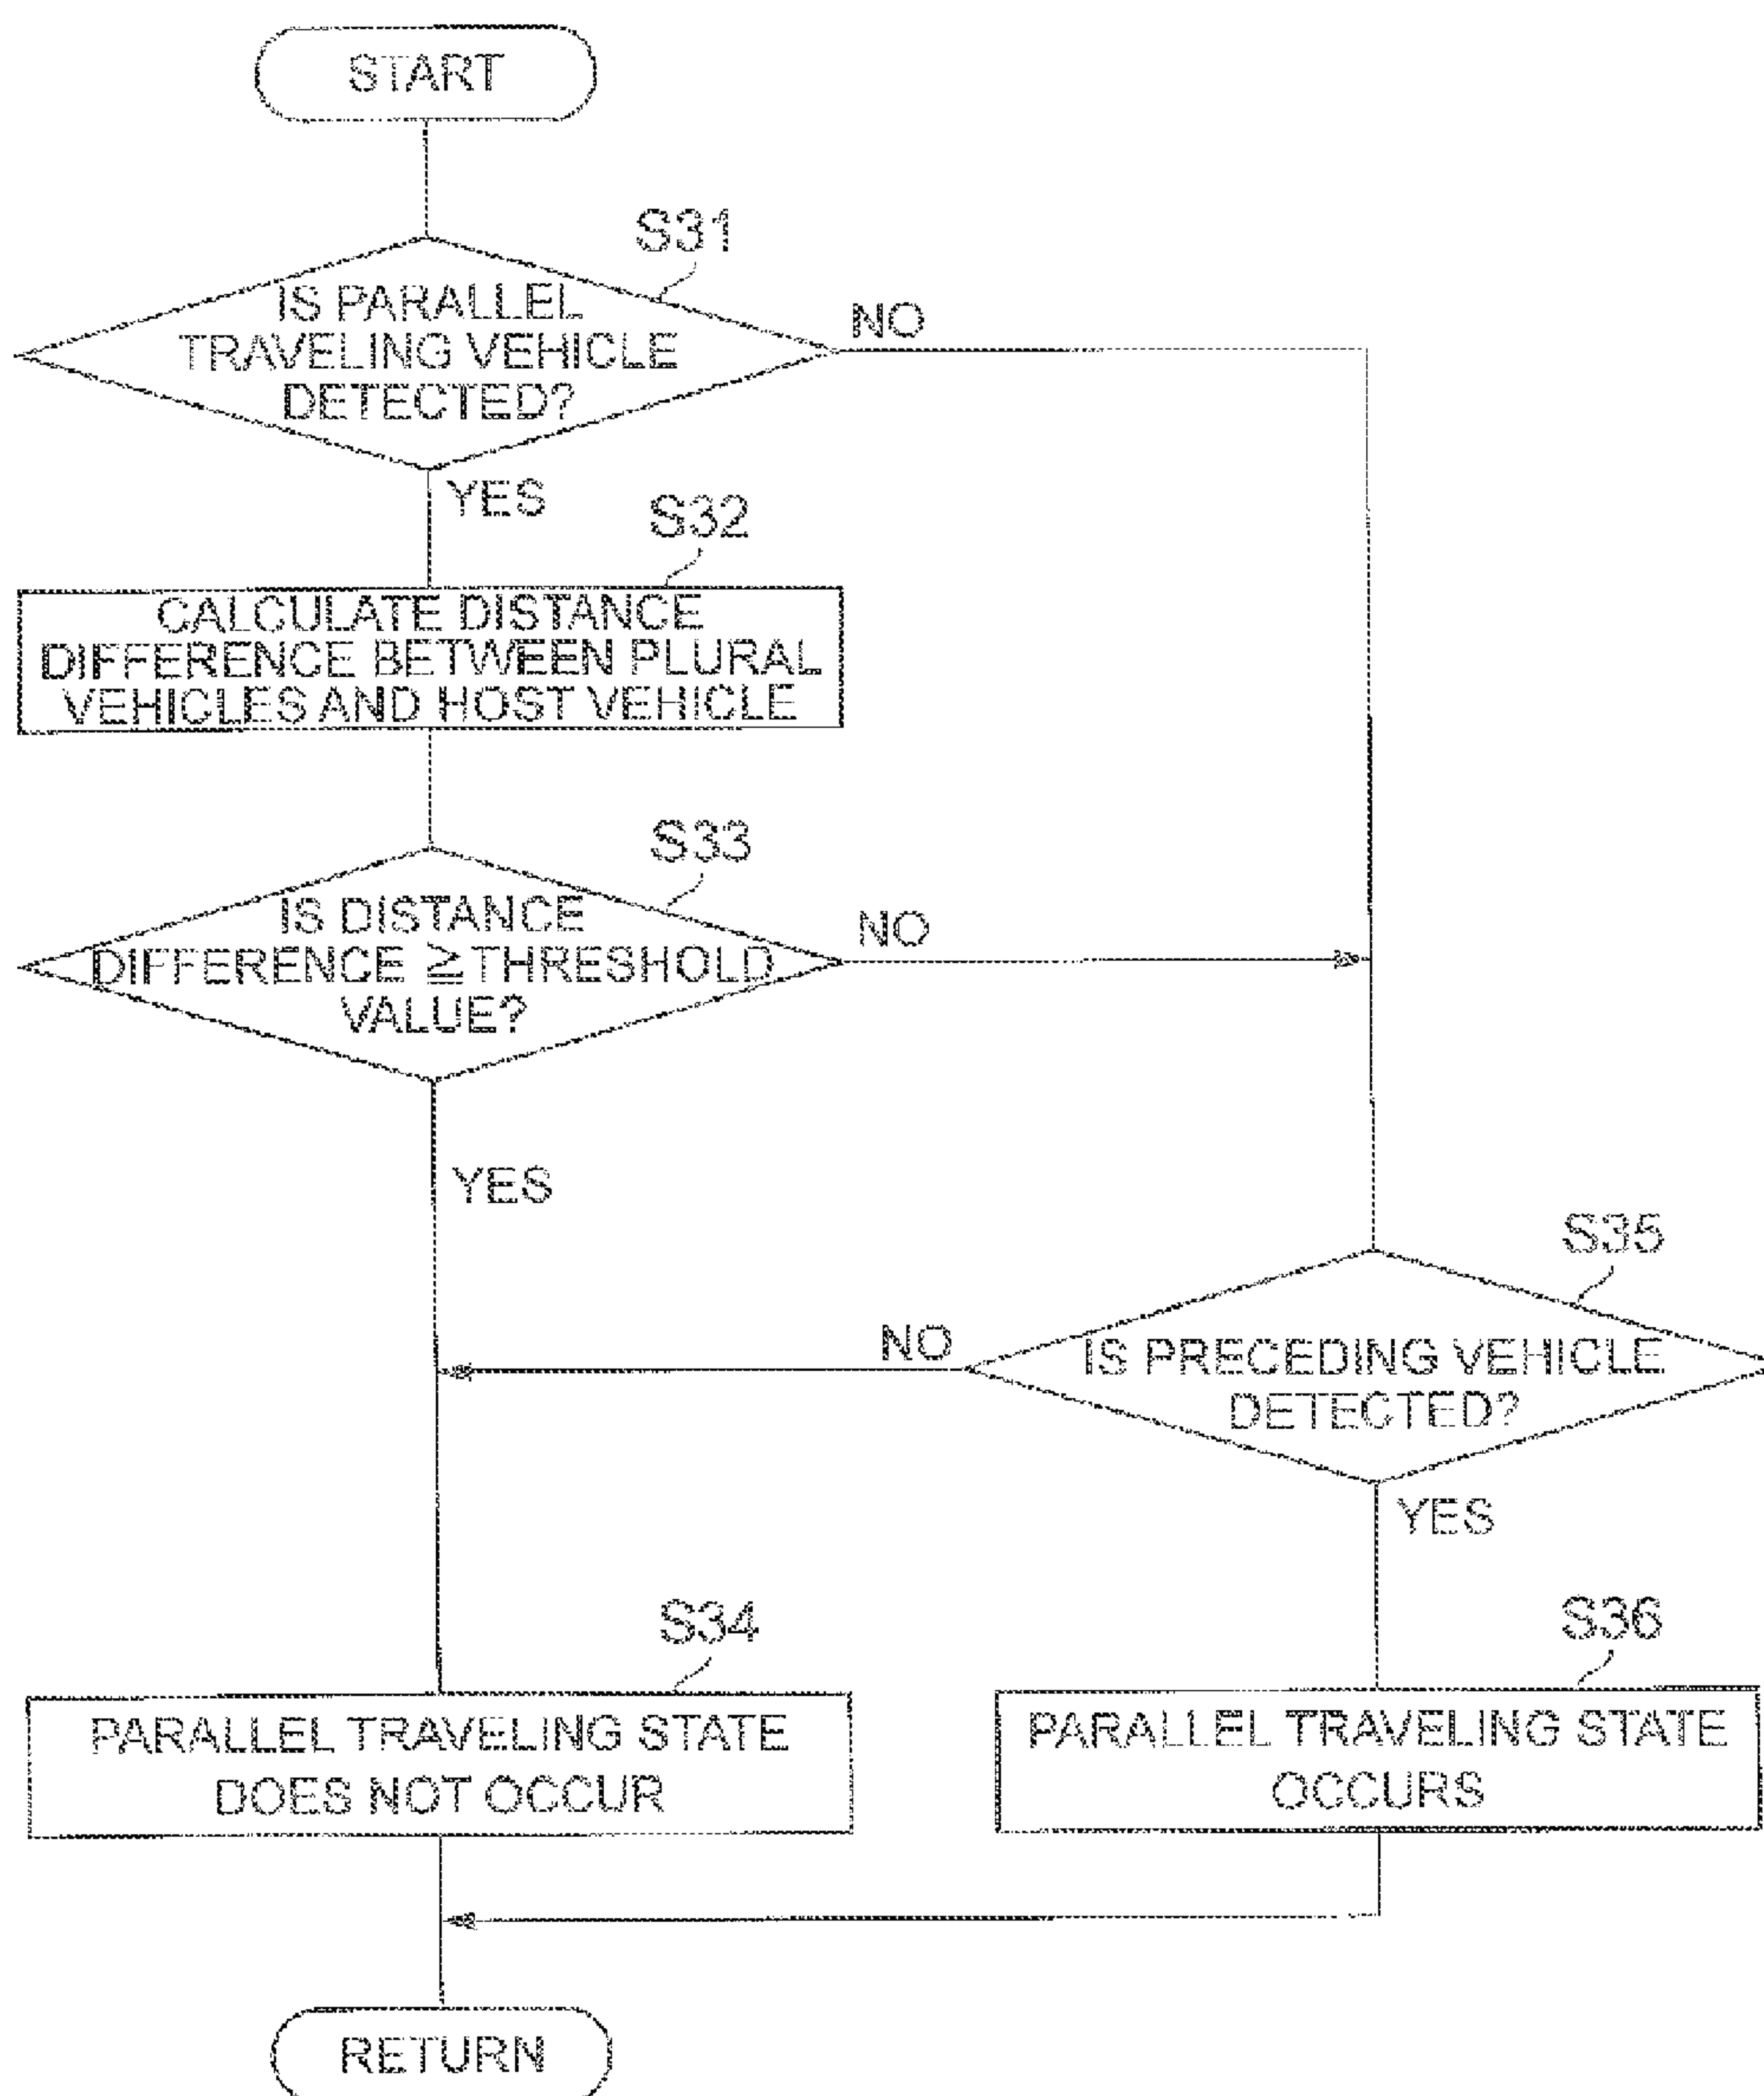 START
S31
IS PARALLEL
TRAVELING VEHICLE
DETECTED?
NO
YES
S32
CALCULATE DISTANCE
DIFFERENCE BETWEEN PLURAL
VEHICLES AND HOST VEHICLE
S33
IS DISTANCE
DIFFERENCE ≧ THRESHOLD
VALUE?
NO
YES
S35
IS PRECEDING VEHICLE
DETECTED?
NO
YES
S34
PARALLEL TRAVELING STATE
DOES NOT OCCUR
S36
PARALLEL TRAVELING STATE
OCCURS
RETURN